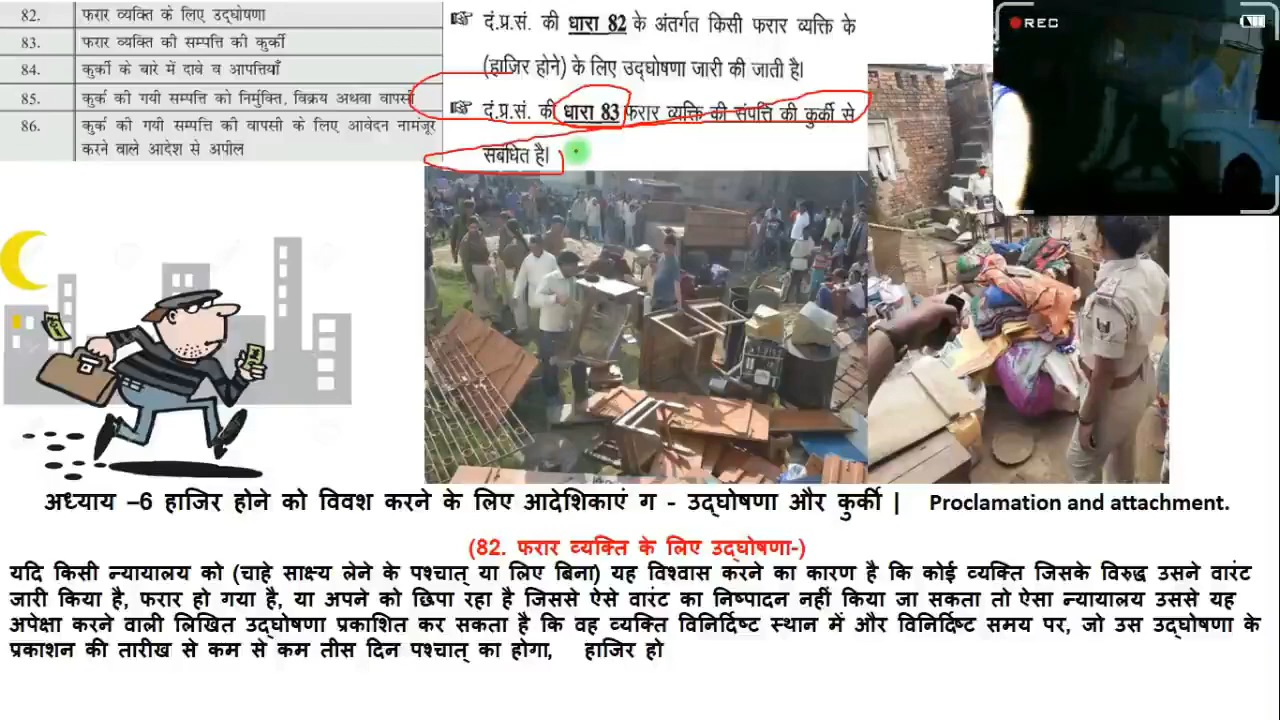 82. फरार व्यक्ति के लिए उद्घोषणा
83. फरार व्यक्ति की सम्पत्ति की कुर्की
84. कुर्की के बारे में दावे व आपत्तियाँ
85. कुर्क की गयी सम्पत्ति को निर्मुक्ति, विक्रय अथवा वापसी
86. कुर्क की गयी सम्पत्ति की वापसी के लिए आवेदन नामंजूर
करने वाले आदेश से अपील
☞ दं.प्र.सं. की धारा 82 के अंतर्गत किसी फरार व्यक्ति के
(हाजिर होने) के लिए उद्घोषणा जारी की जाती है।
☞ दं.प्र.सं. की धारा 83 फरार व्यक्ति की संपत्ति की कुर्की से
सबंधित है।
REC
अध्याय –6 हाजिर होने को विवश करने के लिए आदेशिकाएं ग - उद्घोषणा और कुर्की | Proclamation and attachment.
(82. फरार व्यक्ति के लिए उद्घोषणा-)
यदि किसी न्यायालय को (चाहे साक्ष्य लेने के पश्चात् या लिए बिना) यह विश्वास करने का कारण है कि कोई व्यक्ति जिसके विरुद्ध उसने वारंट
जारी किया है, फरार हो गया है, या अपने को छिपा रहा है जिससे ऐसे वारंट का निष्पादन नहीं किया जा सकता तो ऐसा न्यायालय उससे यह
अपेक्षा करने वाली लिखित उद्घोषणा प्रकाशित कर सकता है कि वह व्यक्ति विनिर्दिष्ट स्थान में और विनिर्दिष्ट समय पर, जो उस उद्घोषणा के
प्रकाशन की तारीख से कम से कम तीस दिन पश्चात् का होगा, हाजिर हो